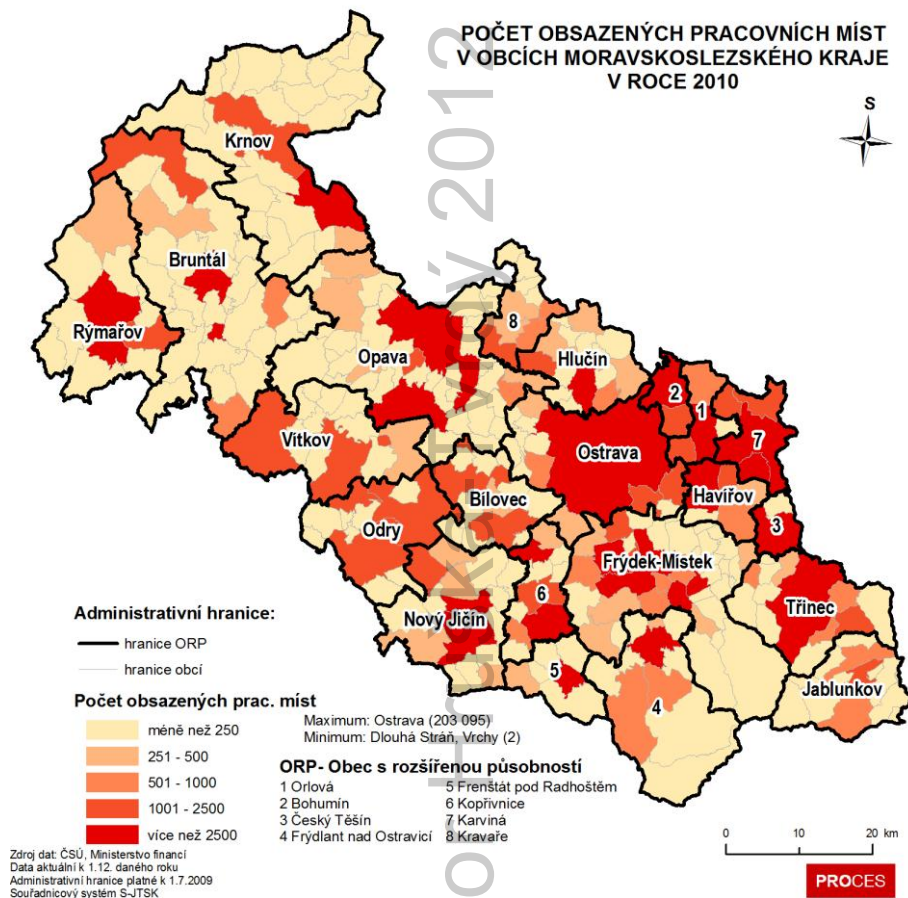 POČET OBSAZENÝCH PRACOVNÍCH MÍST
V OBCÍCH MORAVSKOSLEZSKÉHO KRAJE
V ROCE 2010
S
Krnov
Bruntál
Rýmařov
8
Opava
Hlučín
2
1
7
Vitkov
Ostrava
Bílovec
Havířov
Odry
3
Frýdek-Místek
6
Nový Jičín
Třinec
5
4
Jablunkov
Administrativní hranice:
hranice ORP
hranice obcí
Počet obsazených prac. míst
méně než 250
251 - 500
501 - 1000
1001 - 2500
více než 2500
Maximum: Ostrava (203 095)
Minimum: Dlouhá Stráň, Vrchy (2)
ORP- Obec s rozšířenou působností
1 Orlová
2 Bohumín
3 Český Těšín
4 Frýdlant nad Ostravicí
5 Frenštát pod Radhoštěm
6 Kopřivnice
7 Karviná
8 Kravaře
0 10 20 km
Zdroj dat: ČSÚ, Ministerstvo financí
Data aktuální k 1.12. daného roku
Administrativní hranice platné k 1.7.2009
Souřadnicový systém S-JTSK
PROCES